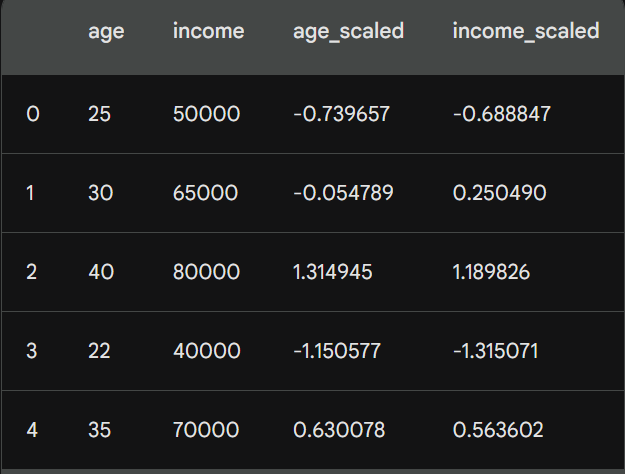 age income age_scaled income_scaled
0 25 50000 -0.739657 -0.688847
1 30 65000 -0.054789 0.250490
2 40 80000 1.314945 1.189826
3 22 40000 -1.150577 -1.315071
4 35 70000 0.630078 0.563602